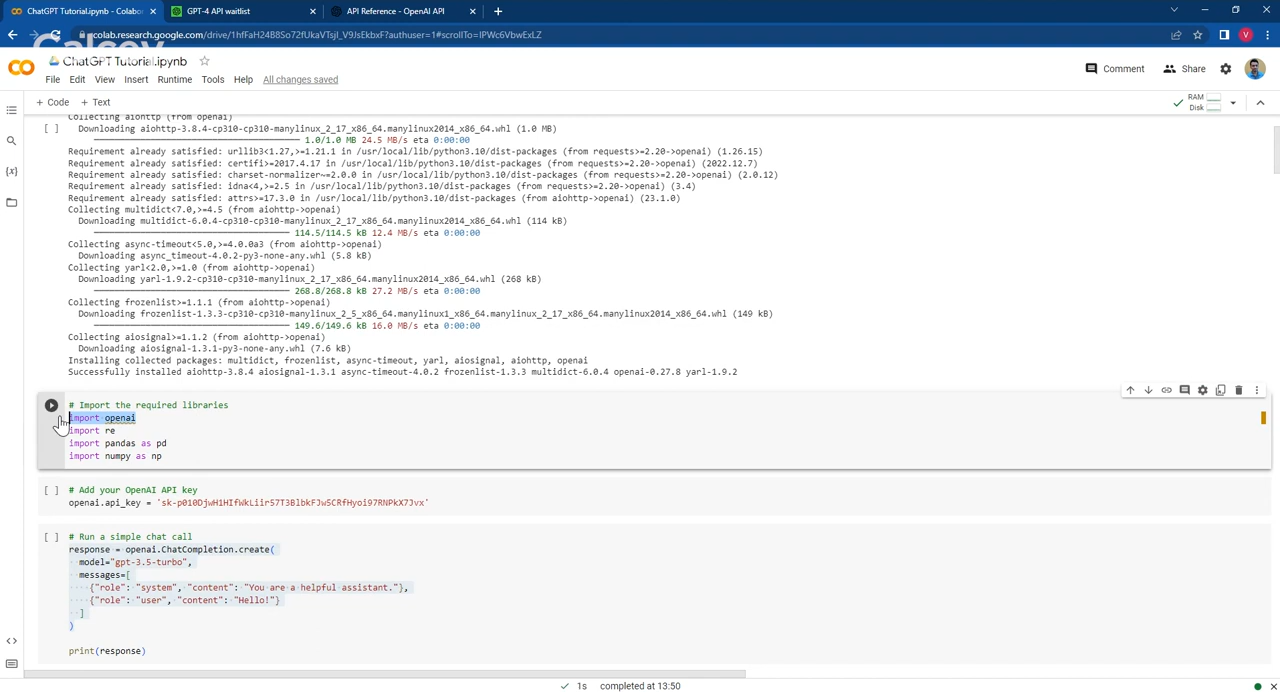 ChatGPT Tutorial.ipynb - Colabo
GPT-4 API waitlist
API Reference - OpenAI API
colab.research.google.com/drive/1hfFaH24B8So72fUkaVTsjI_V9JsEkbxF?authuser=1#scrollTo=IPWc6VbwExLZ
ChatGPT Tutorial.ipynb
File Edit View Insert Runtime Tools Help All changes saved
Comment
Share
+ Code + Text
RAM
Disk
Collecting aiohttp (from openai)
Downloading aiohttp-3.8.4-cp310-cp310-manylinux_2_17_x86_64.manylinux2014_x86_64.whl (1.0 MB)
1.0/1.0 MB 24.5 MB/s eta 0:00:00
Requirement already satisfied: urllib3<1.27,>=1.21.1 in /usr/local/lib/python3.10/dist-packages (from requests>=2.20->openai) (1.26.15)
Requirement already satisfied: certifi>=2017.4.17 in /usr/local/lib/python3.10/dist-packages (from requests>=2.20->openai) (2022.12.7)
Requirement already satisfied: charset-normalizer~=2.0.0 in /usr/local/lib/python3.10/dist-packages (from requests>=2.20->openai) (2.0.12)
Requirement already satisfied: idna<4,>=2.5 in /usr/local/lib/python3.10/dist-packages (from requests>=2.20->openai) (3.4)
Requirement already satisfied: attrs>=17.3.0 in /usr/local/lib/python3.10/dist-packages (from aiohttp->openai) (23.1.0)
Collecting multidict<7.0,>=4.5 (from aiohttp->openai)
Downloading multidict-6.0.4-cp310-cp310-manylinux_2_17_x86_64.manylinux2014_x86_64.whl (114 kB)
114.5/114.5 kB 12.4 MB/s eta 0:00:00
Collecting async-timeout<5.0,>=4.0.0a3 (from aiohttp->openai)
Downloading async_timeout-4.0.2-py3-none-any.whl (5.8 kB)
Collecting yarl<2.0,>=1.0 (from aiohttp->openai)
Downloading yarl-1.9.2-cp310-cp310-manylinux_2_17_x86_64.manylinux2014_x86_64.whl (268 kB)
268.8/268.8 kB 27.2 MB/s eta 0:00:00
Collecting frozenlist>=1.1.1 (from aiohttp->openai)
Downloading frozenlist-1.3.3-cp310-cp310-manylinux_2_5_x86_64.manylinux1_x86_64.manylinux_2_17_x86_64.manylinux2014_x86_64.whl (149 kB)
149.6/149.6 kB 16.0 MB/s eta 0:00:00
Collecting aiosignal>=1.1.2 (from aiohttp->openai)
Downloading aiosignal-1.3.1-py3-none-any.whl (7.6 kB)
Installing collected packages: multidict, frozenlist, async-timeout, yarl, aiosignal, aiohttp, openai
Successfully installed aiohttp-3.8.4 aiosignal-1.3.1 async-timeout-4.0.2 frozenlist-1.3.3 multidict-6.0.4 openai-0.27.8 yarl-1.9.2
# Import the required libraries
import openai
import re
import pandas as pd
import numpy as np
[ ] # Add your OpenAI API key
openai.api_key = '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'
[ ] # Run a simple chat call
response = openai.ChatCompletion.create(
model="gpt-3.5-turbo",
messages=[
{"role": "system", "content": "You are a helpful assistant."},
{"role": "user", "content": "Hello!"}
]
)
print(response)
1s completed at 13:50